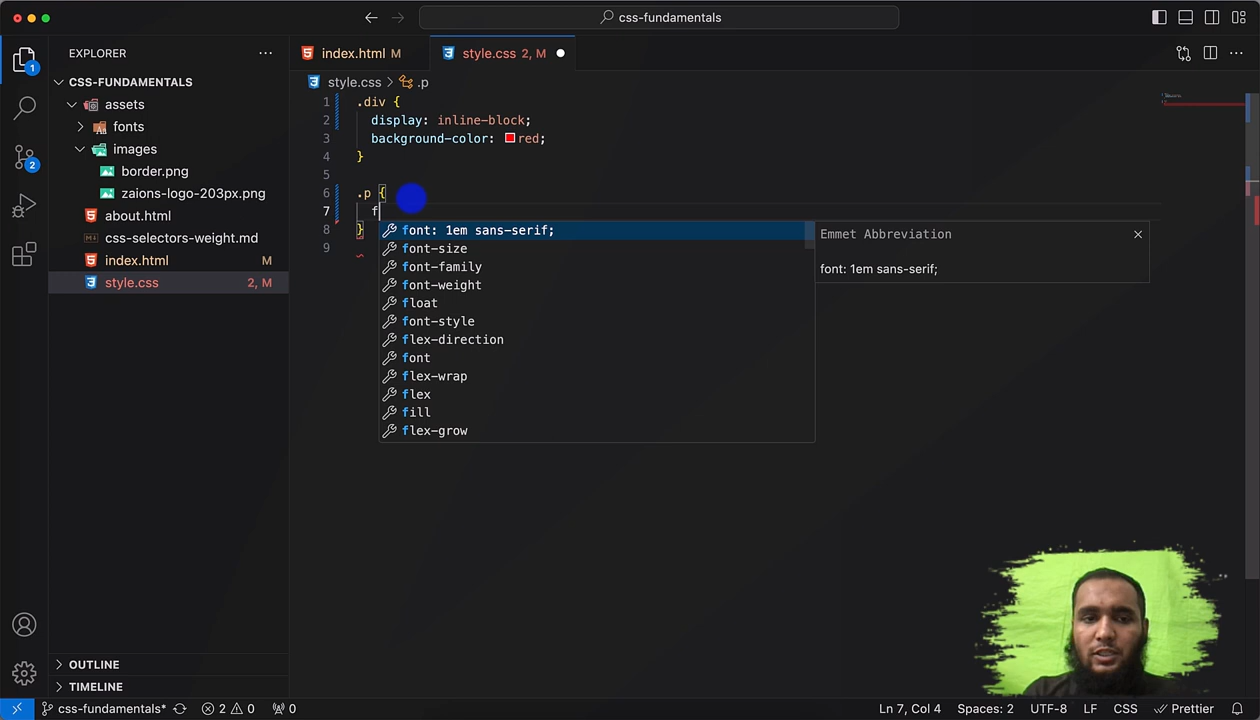 css-fundamentals
EXPLORER
CSS-FUNDAMENTALS
assets
fonts
images
border.png
zaions-logo-203px.png
about.html
css-selectors-weight.md
index.html M
style.css 2, M
OUTLINE
TIMELINE
1
2
index.html M
style.css 2, M
style.css > .p
1 .div {
2 display: inline-block;
3 background-color: red;
4 }
5
6 .p {
7 f
8 }
9
font: 1em sans-serif;
font-size
font-family
font-weight
float
font-style
flex-direction
font
flex-wrap
flex
fill
flex-grow
Emmet Abbreviation
font: 1em sans-serif;
css-fundamentals* 2 0 0 Ln 7, Col 4 Spaces: 2 UTF-8 LF CSS Prettier